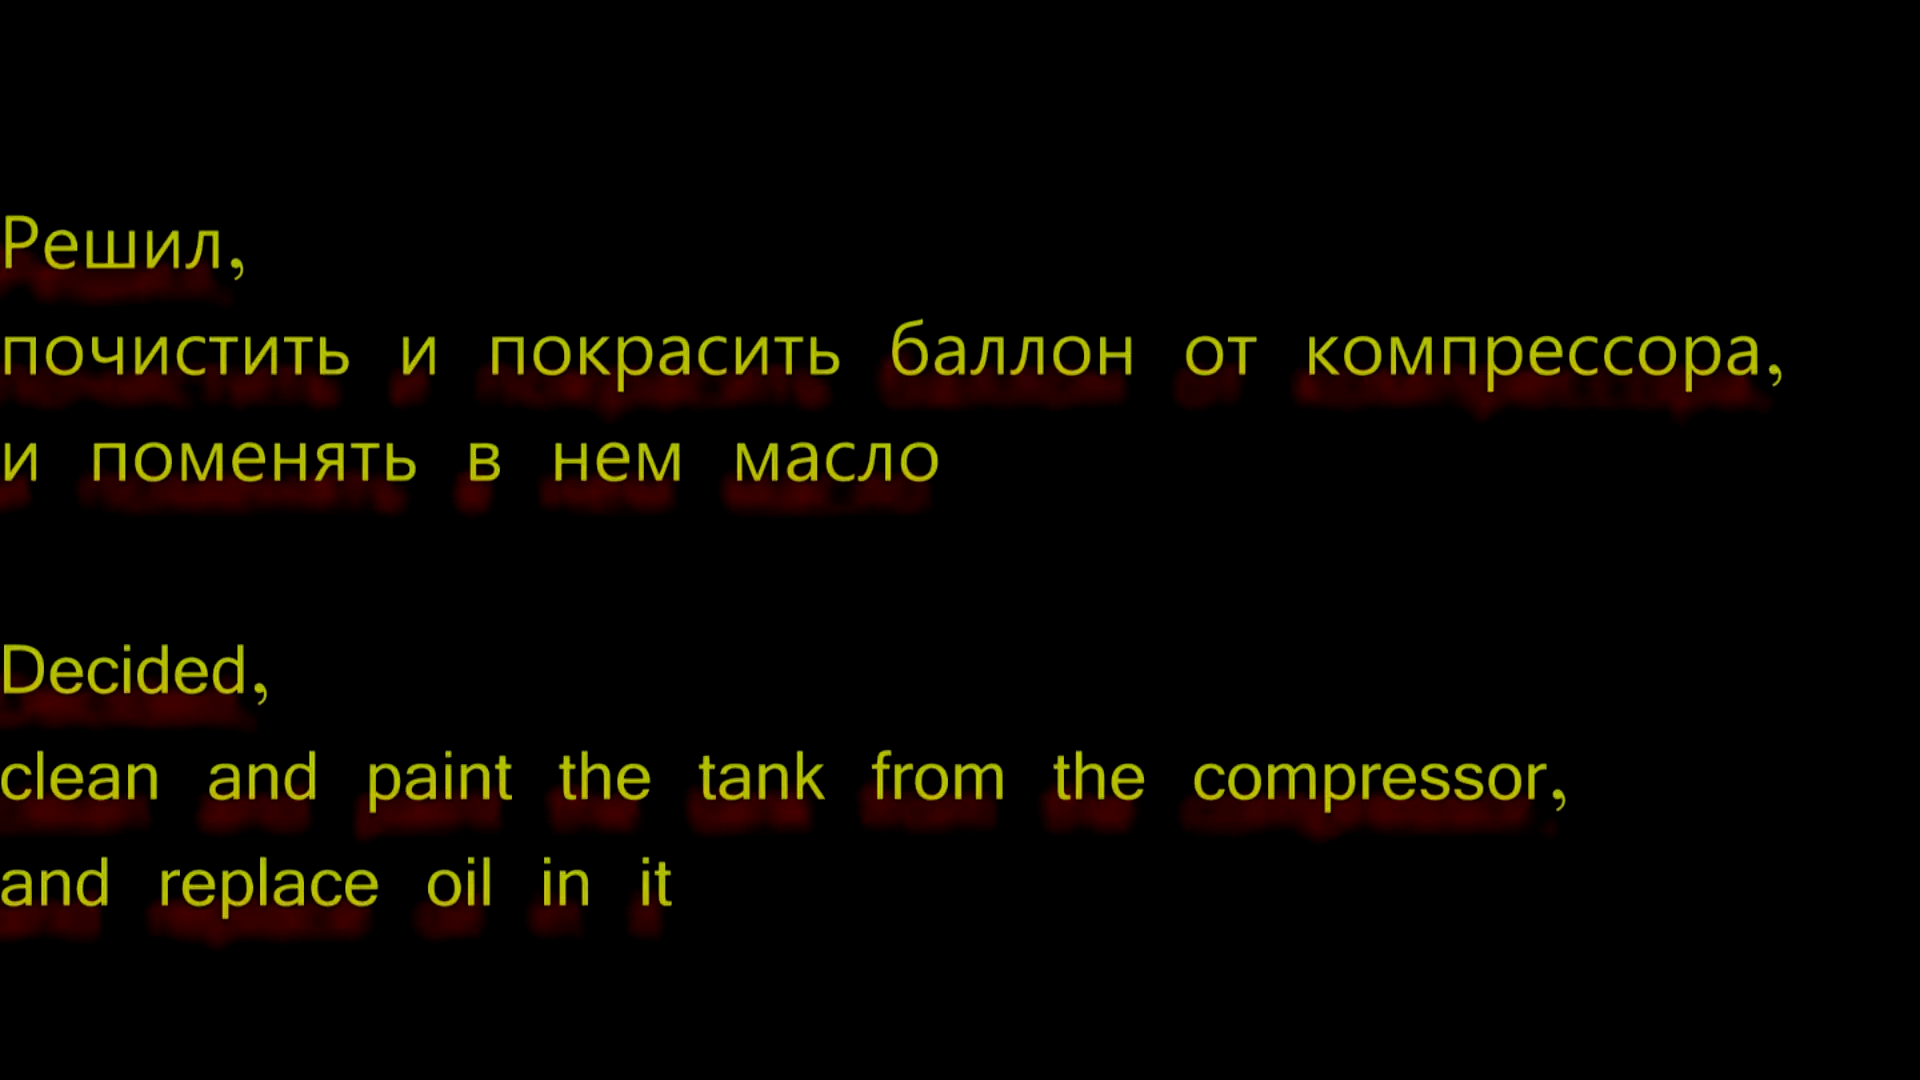 Решил,
почистить и покрасить баллон от компрессора,
и поменять в нем масло
Decided,
clean and paint the tank from the compressor,
and replace oil in it